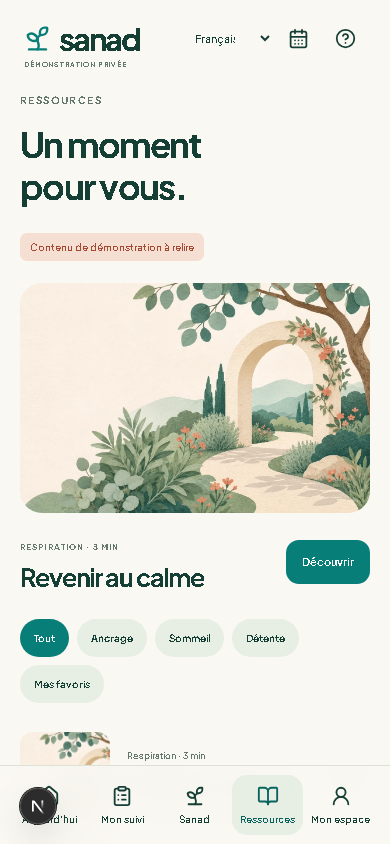 sanad
Français
DÉMONSTRATION PRIVÉE
RESSOURCES
Un moment
pour vous.
Contenu de démonstration à relire
RESPIRATION · 3 MIN
Revenir au calme
Découvrir
Tout
Ancrage
Sommeil
Détente
Mes favoris
Respiration · 3 min
N
Mon suivi
Sanad
Ressources
Mon espace